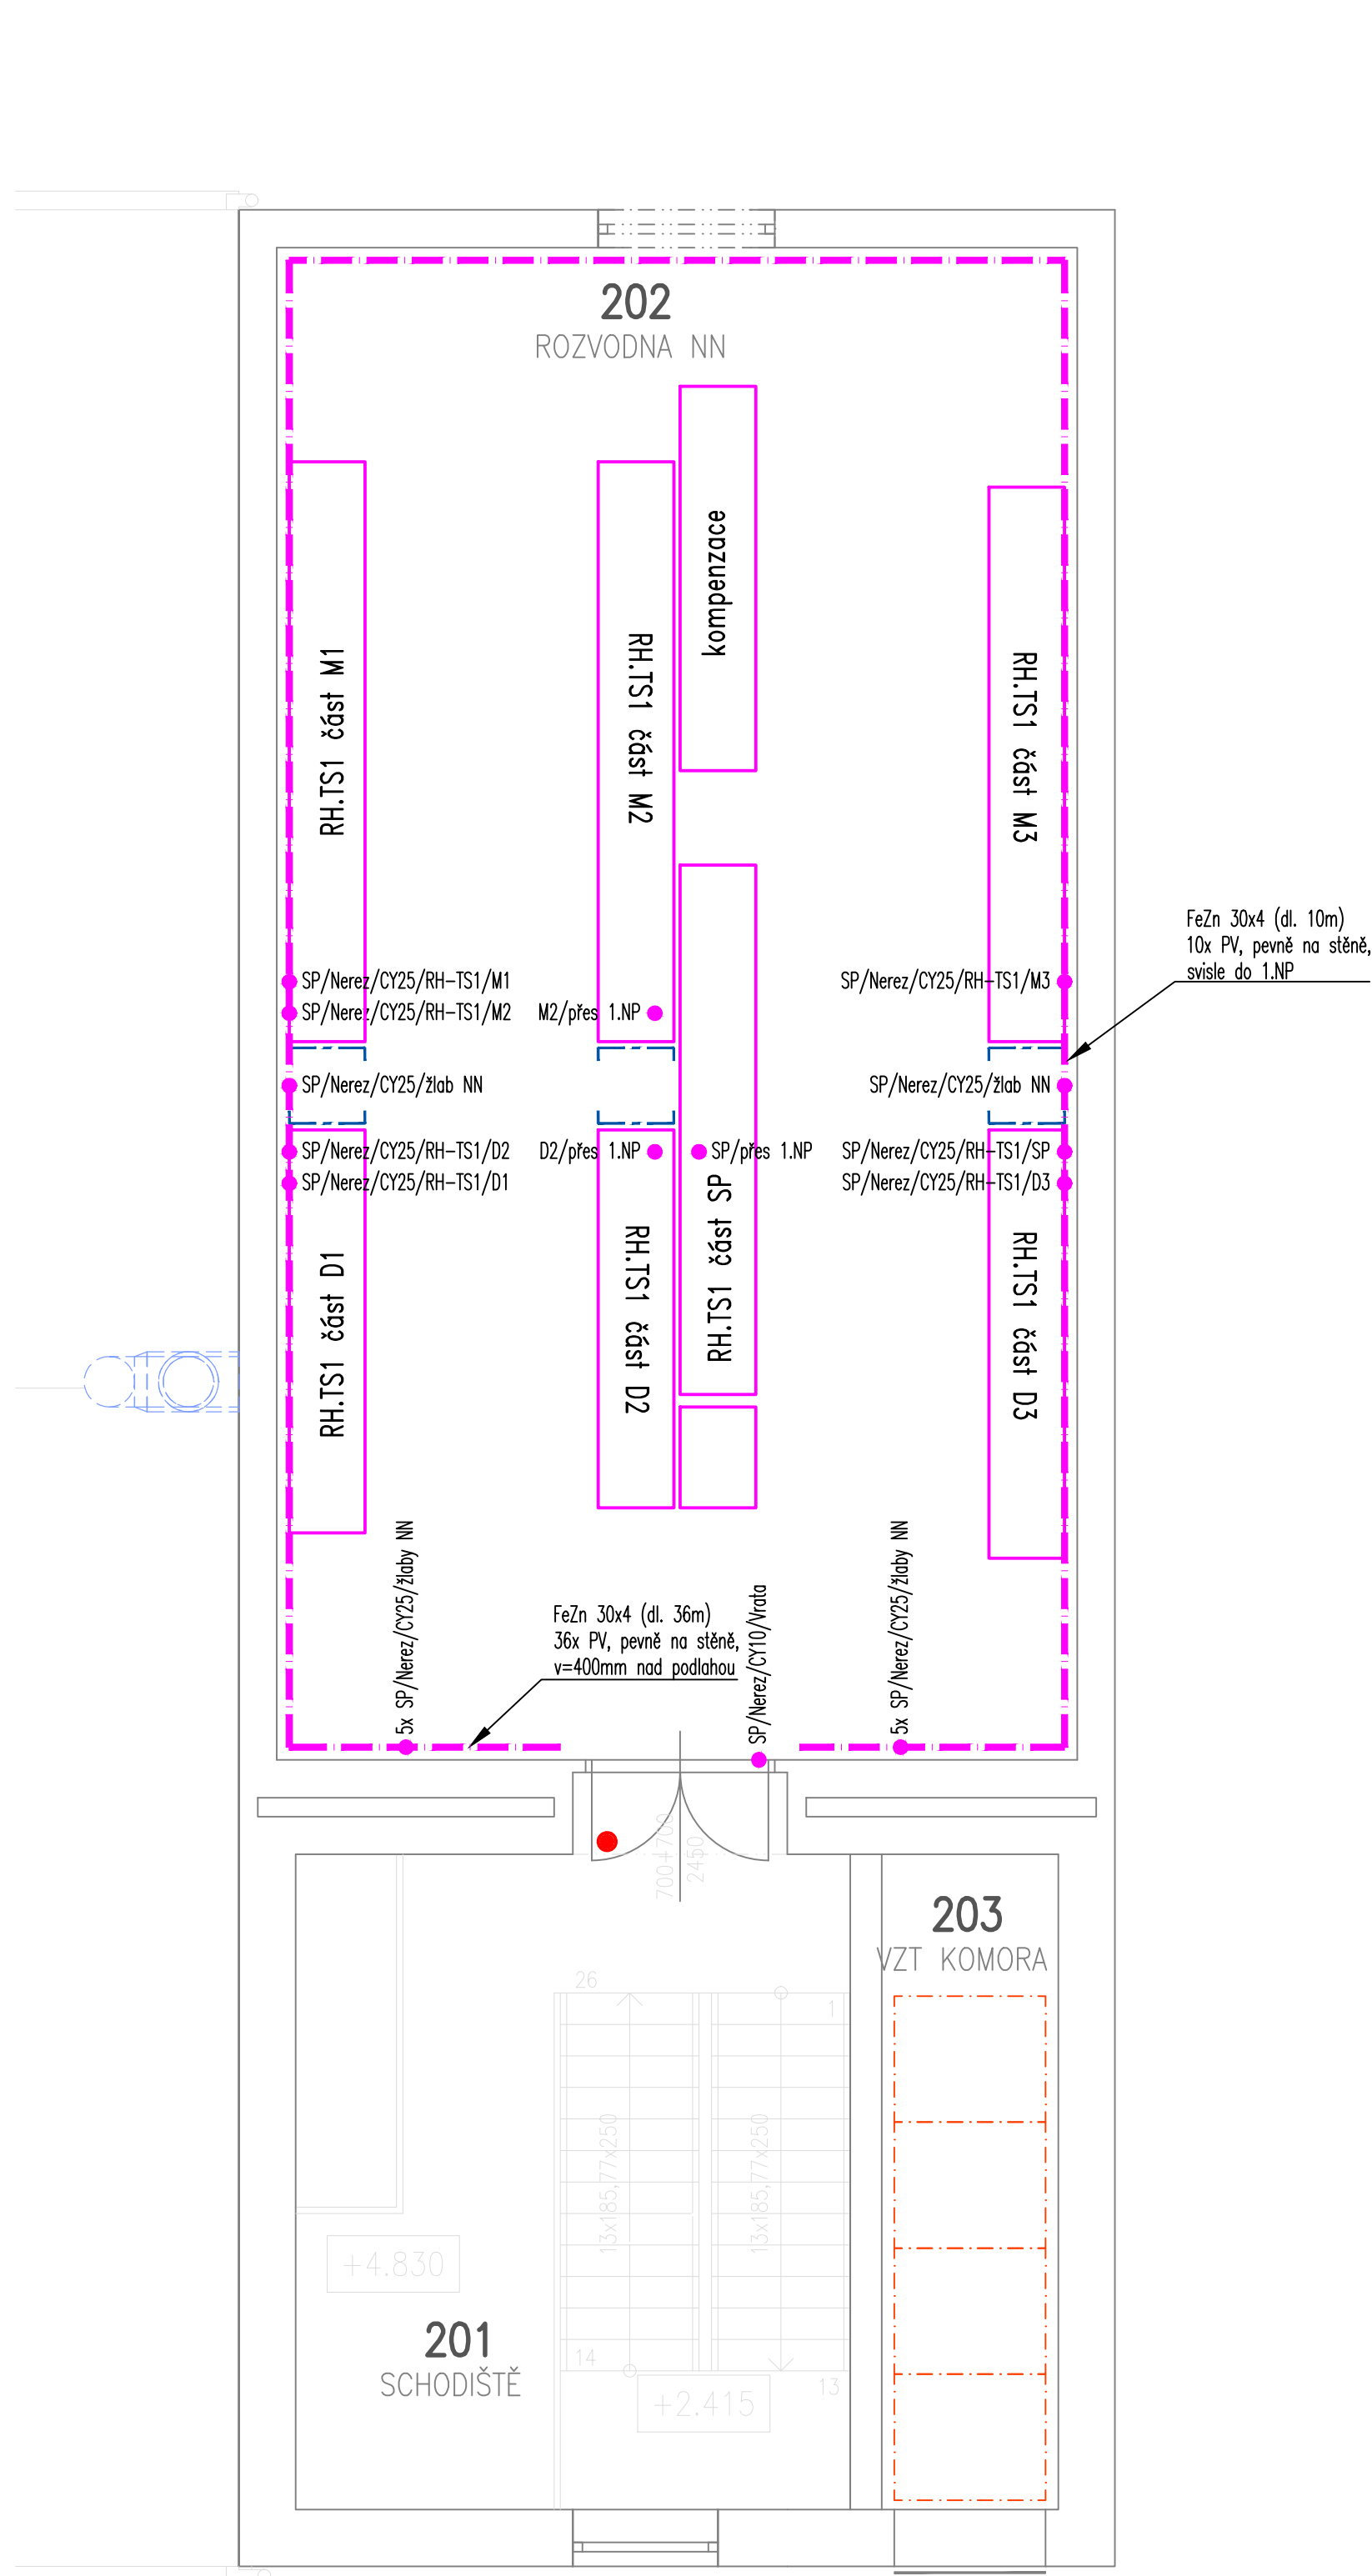 202
ROZVODNA NN
kompenzace
RH.TS1 část M1
RH.TS1 část M2
RH.TS1 část M3
FeZn 30x4 (dl. 10m)
10x PV, pevně na stěně,
svisle do 1.NP
SP/Nerez/CY25/RH-TS1/M1
SP/Nerez/CY25/RH-TS1/M3
SP/Nerez/CY25/RH-TS1/M2
M2/přes 1.NP
SP/Nerez/CY25/žlab NN
SP/Nerez/CY25/žlab NN
SP/Nerez/CY25/RH-TS1/D2
D2/přes 1.NP
SP/přes 1.NP
SP/Nerez/CY25/RH-TS1/SP
SP/Nerez/CY25/RH-TS1/D1
SP/Nerez/CY25/RH-TS1/D3
RH.TS1 část D1
RH.TS1 část D2
RH.TS1 část SP
RH.TS1 část D3
5x SP/Nerez/CY25/žlaby NN
FeZn 30x4 (dl. 36m)
36x PV, pevně na stěně,
v=400mm nad podlahou
SP/Nerez/CY10/Vrata
5x SP/Nerez/CY25/žlaby NN
700+700
2450
203
VZT KOMORA
26
1
13x185,77x250
13x185,77x250
+4.830
201
SCHODIŠTĚ
14
13
+2.415